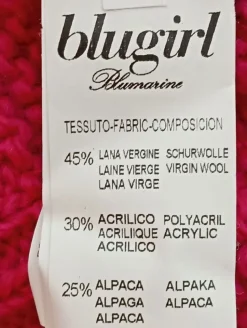 blugirl
Blumarine
TESSUTO-FABRIC-COMPOSICION
45% LANA VERGINE SCHURWOLLE
LAINE VIERGE VIRGIN WOOL
LANA VIRGE
30% ACRILICO POLYACRIL
ACRILIIQUE ACRYLIC
ACRILICO
25% ALPACA ALPAKA
ALPAGA ALPACA
ALPACA